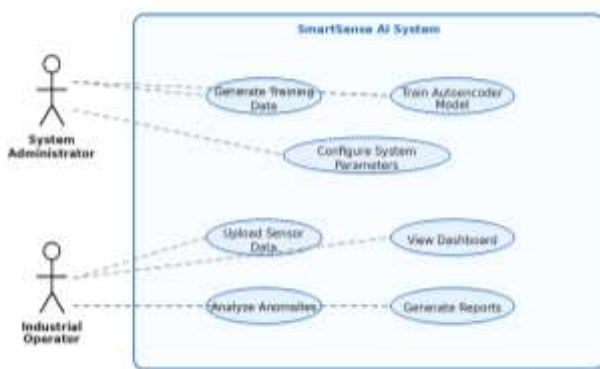 SmartSense AI System
Generate Training
Data
Train Autoencoder
Model
System
Administrator
Configure System
Parameters
Upload Sensor
Data
View Dashboard
Analyze Anomalies
Generate Reports
Industrial
Operator